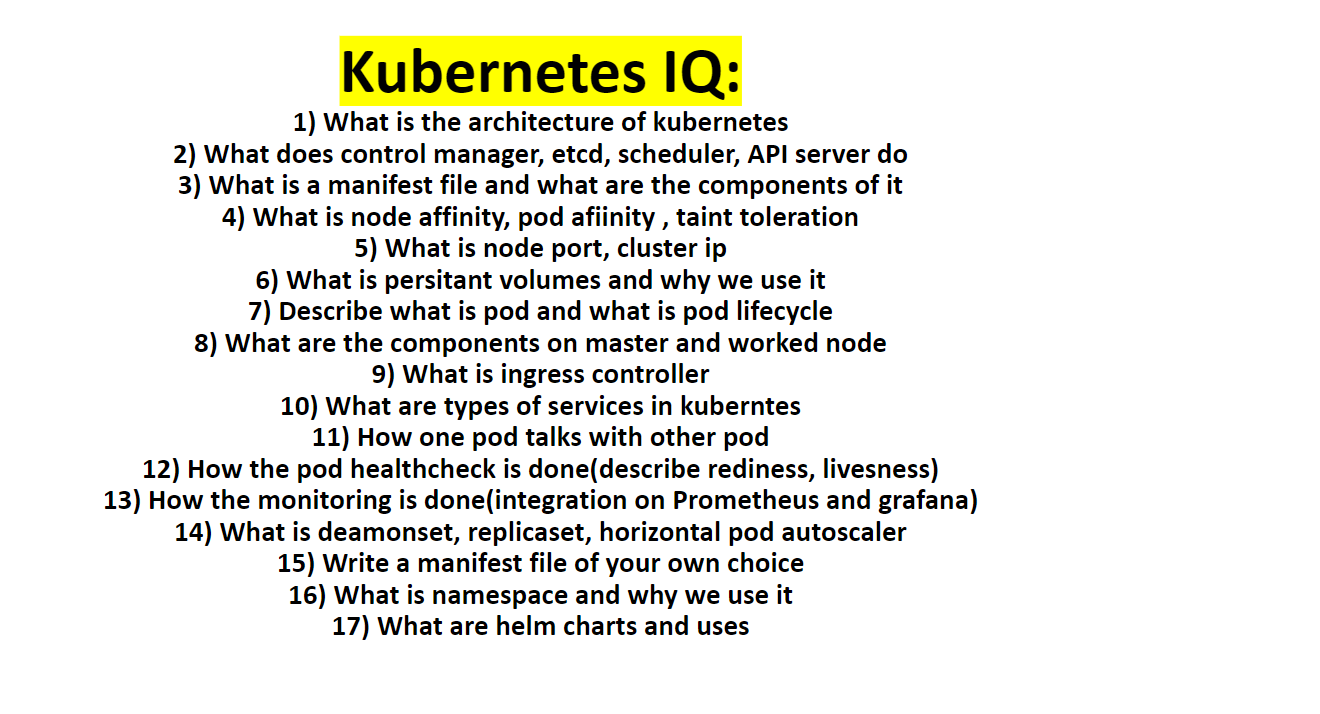 Kubernetes IQ:
1) What is the architecture of kubernetes
2) What does control manager, etcd, scheduler, API server do
3) What is a manifest file and what are the components of it
4) What is node affinity, pod afiinity , taint toleration
5) What is node port, cluster ip
6) What is persitant volumes and why we use it
7) Describe what is pod and what is pod lifecycle
8) What are the components on master and worked node
9) What is ingress controller
10) What are types of services in kuberntes
11) How one pod talks with other pod
12) How the pod healthcheck is done(describe rediness, livesness)
13) How the monitoring is done(integration on Prometheus and grafana)
14) What is deamonset, replicaset, horizontal pod autoscaler
15) Write a manifest file of your own choice
16) What is namespace and why we use it
17) What are helm charts and uses